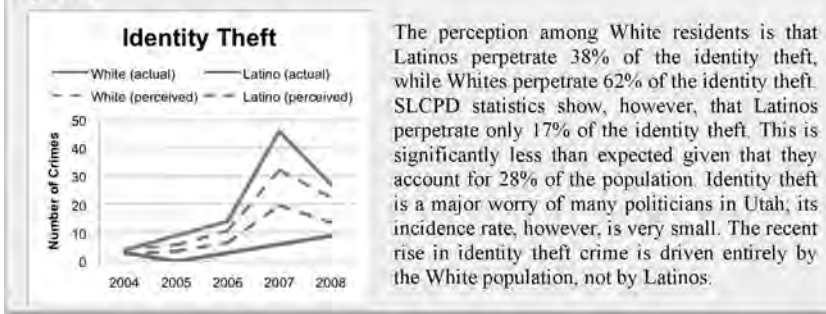 Identity Theft
White (actual) Latino (actual)
White (perceived) Latino (perceived)
Number of Crimes
50
40
30
20
10
0
2004 2005 2006 2007 2008
The perception among White residents is that
Latinos perpetrate 38% of the identity theft,
while Whites perpetrate 62% of the identity theft.
SLCPD statistics show, however, that Latinos
perpetrate only 17% of the identity theft. This is
significantly less than expected given that they
account for 28% of the population. Identity theft
is a major worry of many politicians in Utah; its
incidence rate, however, is very small. The recent
rise in identity theft crime is driven entirely by
the White population, not by Latinos.